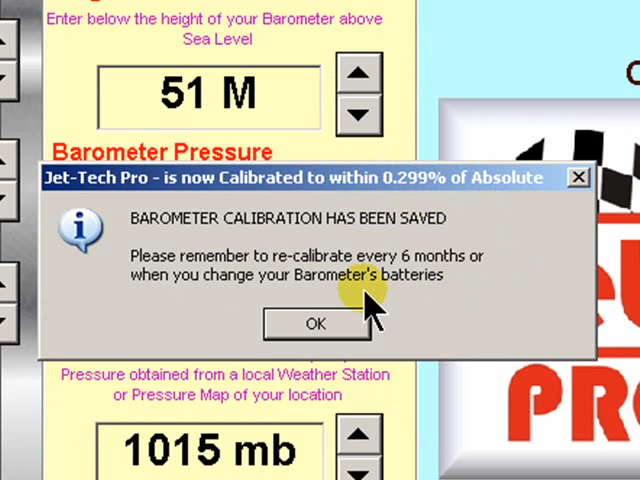 Enter below the height of your Barometer above
Sea Level
51 M
Barometer Pressure
Jet-Tech Pro - is now Calibrated to within 0.299% of Absolute
BAROMETER CALIBRATION HAS BEEN SAVED
Please remember to re-calibrate every 6 months or
when you change your Barometer's batteries
OK
Pressure obtained from a local Weather Station
or Pressure Map of your location
1015 mb